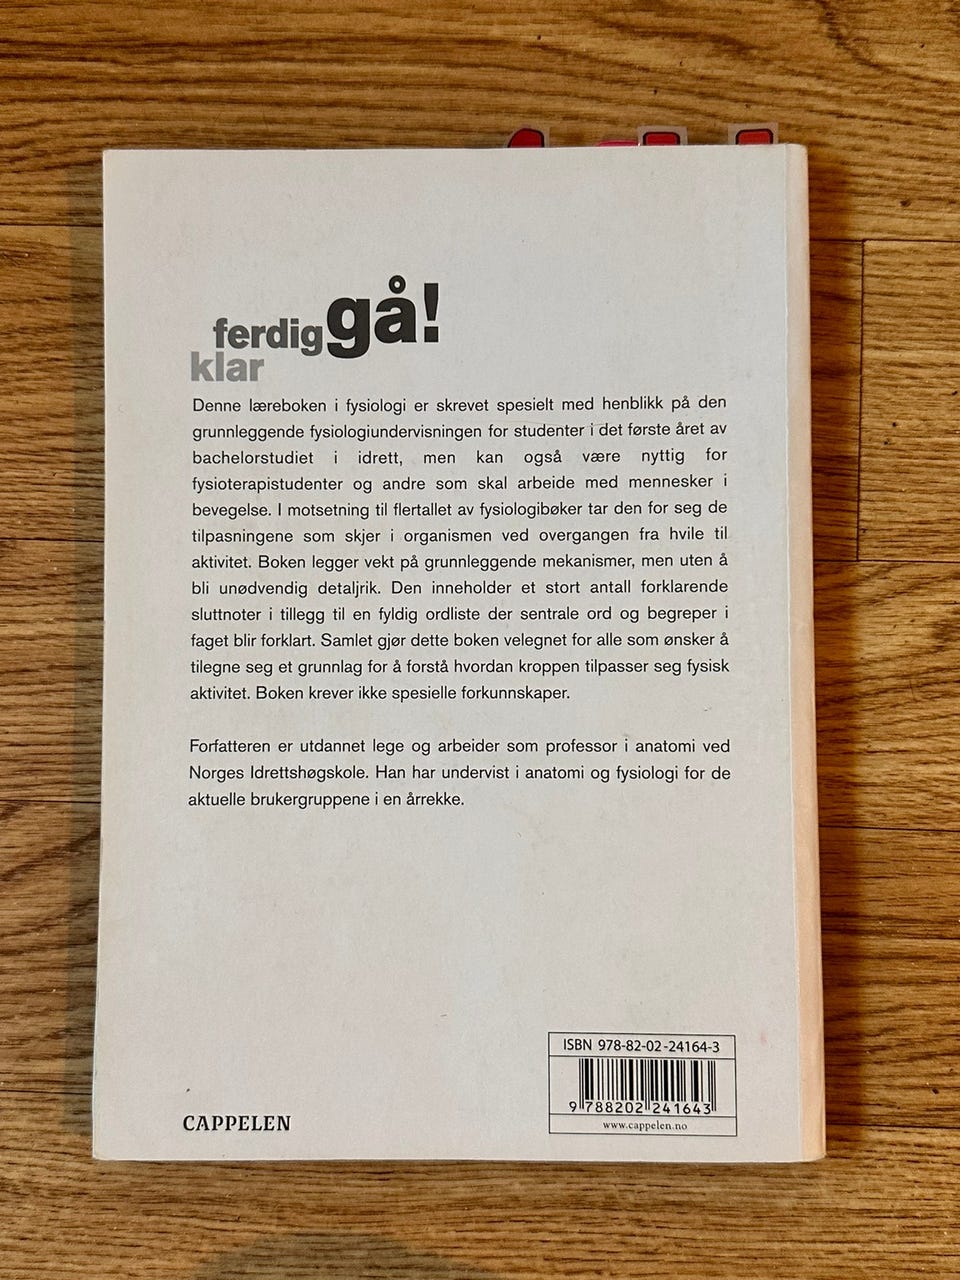 klar ferdig gå!
Denne læreboken i fysiologi er skrevet spesielt med henblikk på den
grunnleggende fysiologiundervisningen for studenter i det første året av
bachelorstudiet i idrett, men kan også være nyttig for
fysioterapistudenter og andre som skal arbeide med mennesker i
bevegelse. I motsetning til flertallet av fysiologibøker tar den for seg de
tilpasningene som skjer i organismen ved overgangen fra hvile til
aktivitet. Boken legger vekt på grunnleggende mekanismer, men uten å
bli unødvendig detaljrik. Den inneholder et stort antall forklarende
sluttnoter i tillegg til en fyldig ordliste der sentrale ord og begreper i
faget blir forklart. Samlet gjør dette boken velegnet for alle som ønsker å
tilegne seg et grunnlag for å forstå hvordan kroppen tilpasser seg fysisk
aktivitet. Boken krever ikke spesielle forkunnskaper.
Forfatteren er utdannet lege og arbeider som professor i anatomi ved
Norges Idrettshøgskole. Han har undervist i anatomi og fysiologi for de
aktuelle brukergruppene i en årrekke.
ISBN 978-82-02-24164-3
9 788202 241643
www.cappelen.no
CAPPELEN